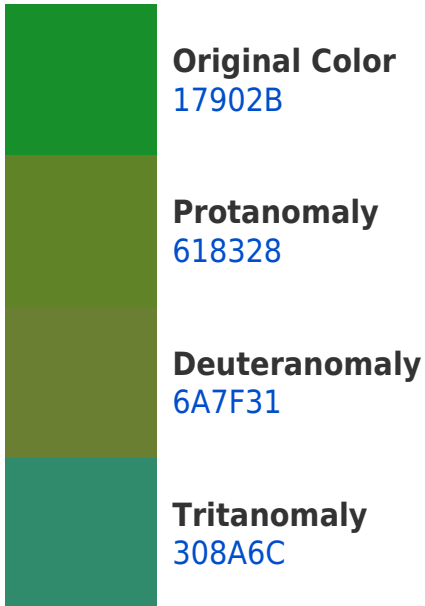 Original Color
17902B
Protanomaly
618328
Deuteranomaly
6A7F31
Tritanomaly
308A6C